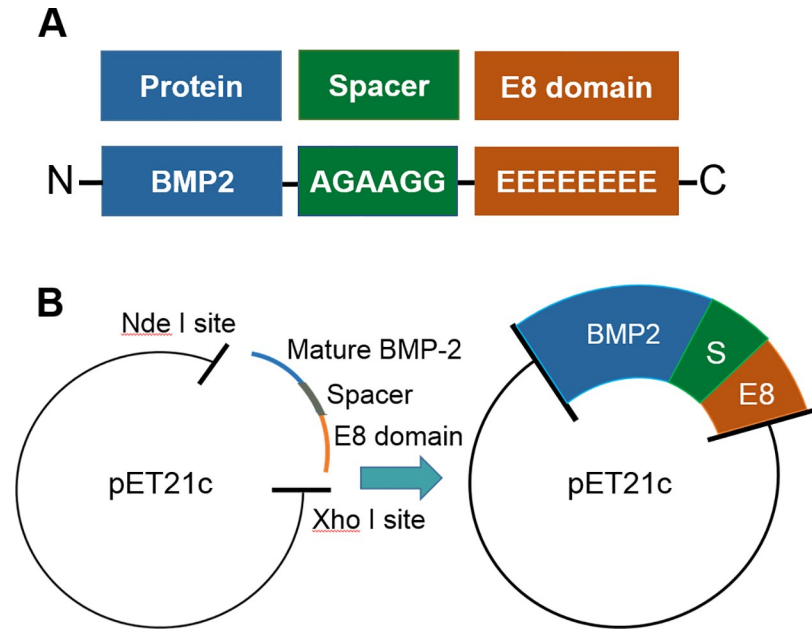 A
Protein Spacer E8 domain
N BMP2 AGAAGG EEEEEEEE C
B
Nde I site
Mature BMP-2
Spacer
E8 domain
pET21c
Xho I site
BMP2
S
E8
pET21c